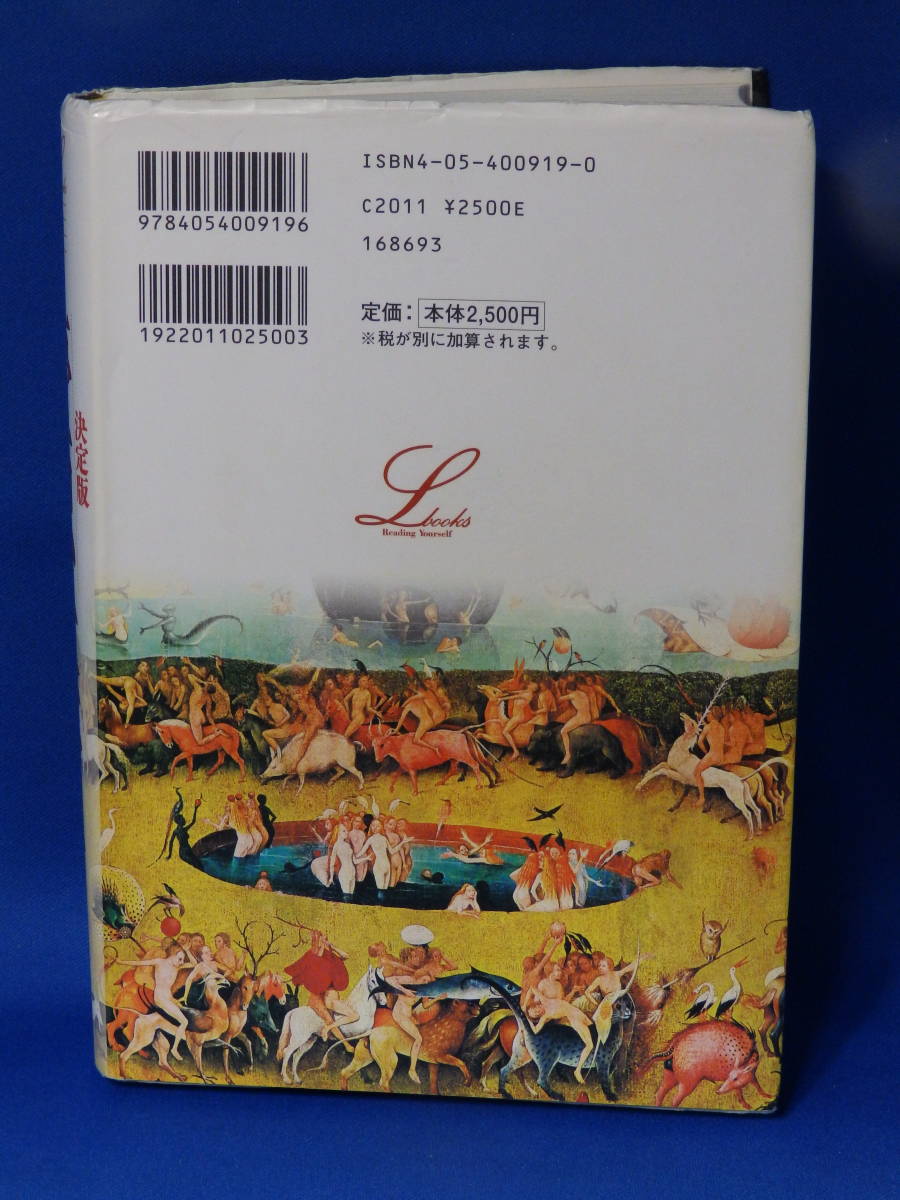 ISBN4-05-400919-0
9784054009196
C2011 ¥2500E
168693
定価：本体2,500円
※税が別に加算されます。
1922011025003
決定版
L books
Reading Yourself